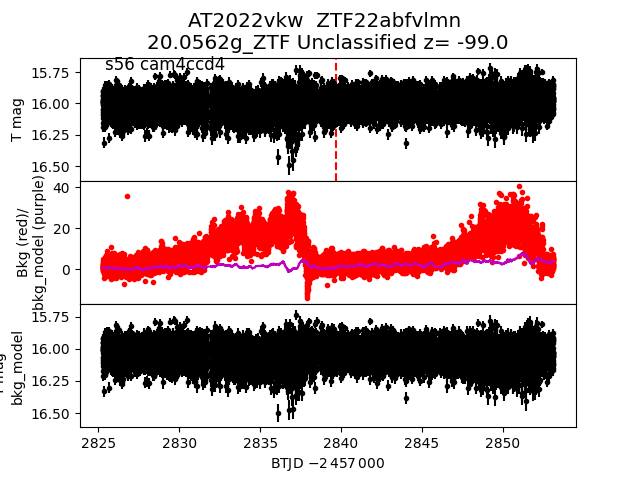 AT2022vkw  ZTF22abfvlmn
20.0562g_ZTF Unclassified z= -99.0
s56 cam4ccd4
15.75
16.00
16.25
16.50
T mag
40
20
0
Bkg (red)/
bkg_model (purple)
15.75
16.00
16.25
16.50
mag
bkg_model
2825
2830
2835
2840
2845
2850
BTJD −2 457 000